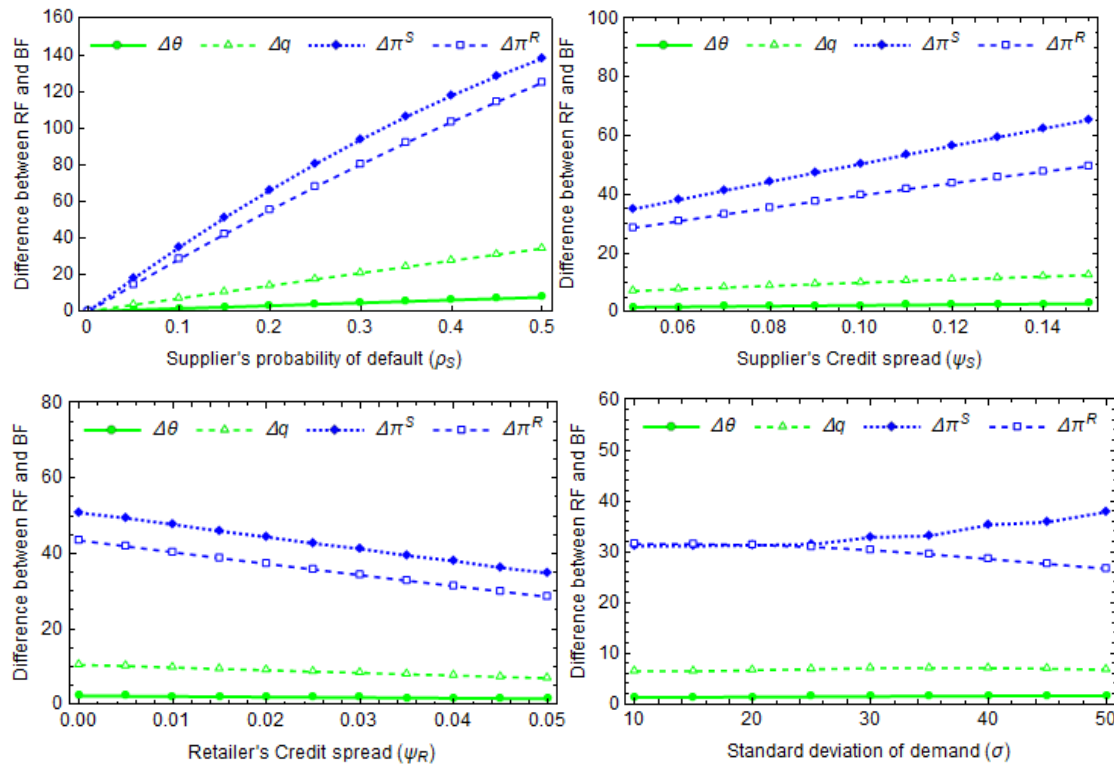 160
140
120
100
80
60
40
20
0
Δθ Δq Δπ^S Δπ^R
0 0.1 0.2 0.3 0.4 0.5
Difference between RF and BF
Supplier's probability of default (ρ_S)
100
80
60
40
20
0
Δθ Δq Δπ^S Δπ^R
0.06 0.08 0.10 0.12 0.14
Difference between RF and BF
Supplier's Credit spread (ψ_S)
80
60
40
20
0
Δθ Δq Δπ^S Δπ^R
0.00 0.01 0.02 0.03 0.04 0.05
Difference between RF and BF
Retailer's Credit spread (ψ_R)
60
50
40
30
20
10
0
Δθ Δq Δπ^S Δπ^R
10 20 30 40 50
Difference between RF and BF
Standard deviation of demand (σ)